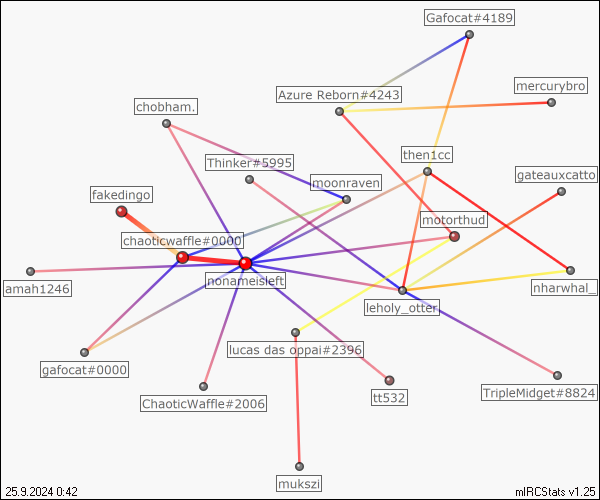 Gafocat#4189
mercurybro
Azure Reborn#4243
chobham.
then1cc
Thinker#5995
gateauxcatto
moonraven
fakedingo
motorthud
chaoticwaffle#0000
nonameisleft
amah1246
nharwhal_
leholy_otter
lucas das oppai#2396
gafocat#0000
TripleMidget#8824
tt532
ChaoticWaffle#2006
mukszi
25.9.2024 0:42
mIRCStats v1.25